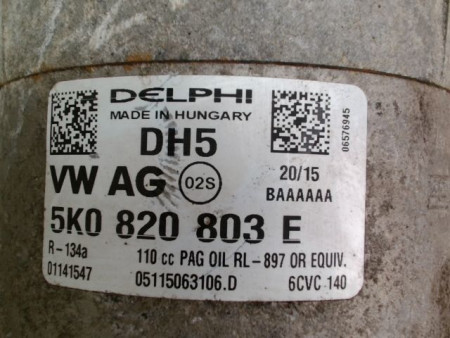 DELPHI
MADE IN HUNGARY
DH5
VW AG 02S 20/15
BAAAAAA
5K0 820 803 E
R-134a 110 cc PAG OIL RL-897 OR EQUIV.
01141547 05115063106.D 6CVC 140
06576945